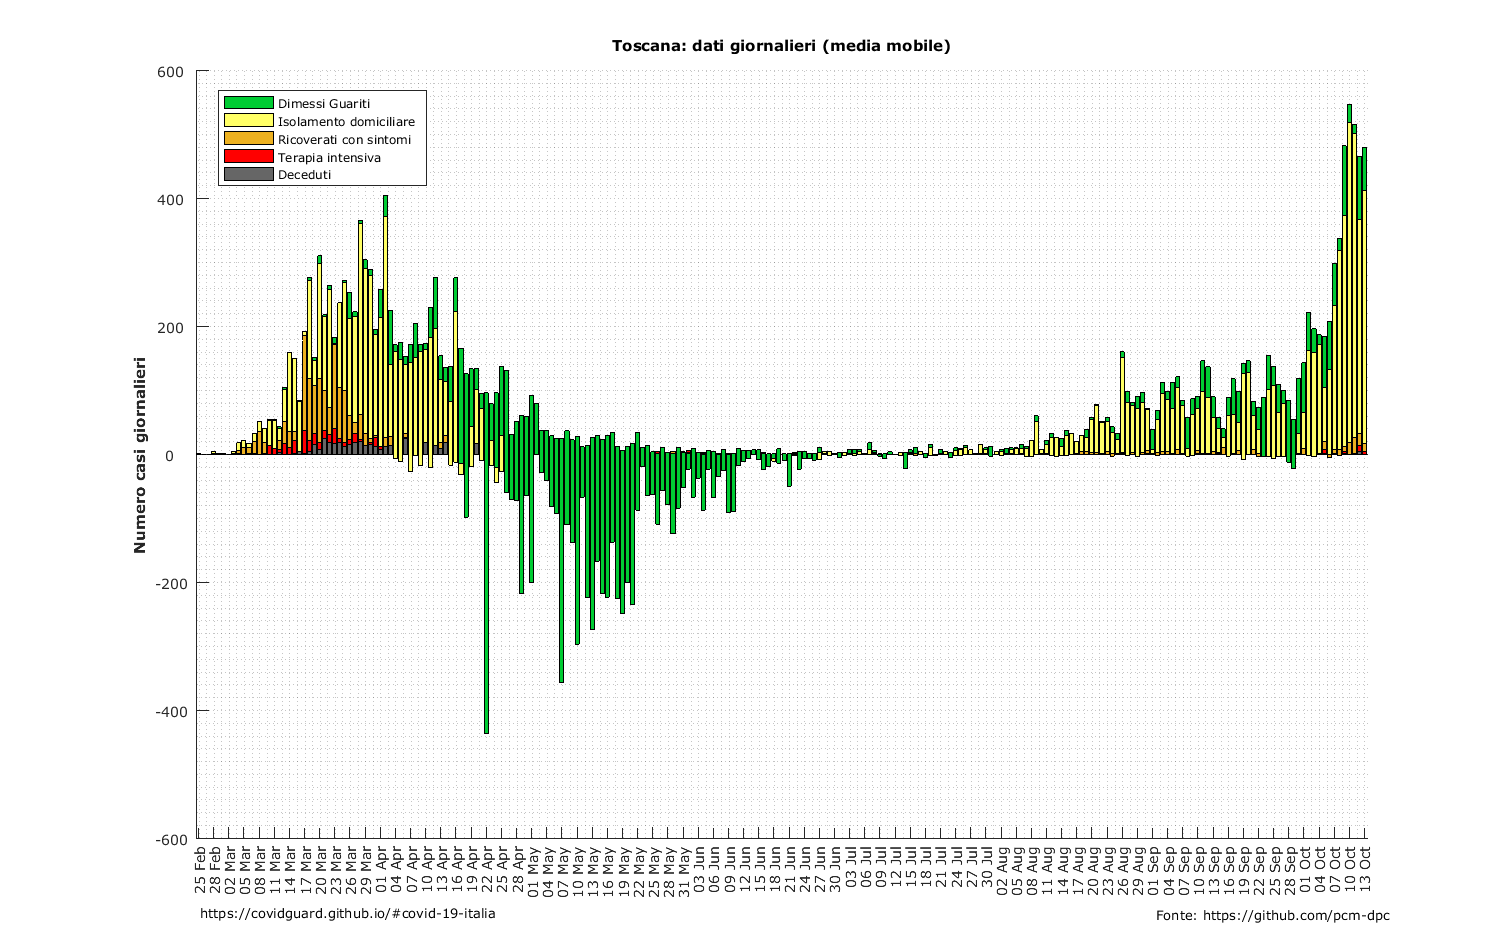 Toscana: dati giornalieri (media mobile)
600
400
200
0
-200
-400
-600
Numero casi giornalieri
Dimessi Guariti
Isolamento domiciliare
Ricoverati con sintomi
Terapia intensiva
Deceduti
25 Feb
28 Feb
02 Mar
05 Mar
08 Mar
11 Mar
14 Mar
17 Mar
20 Mar
23 Mar
26 Mar
29 Mar
01 Apr
04 Apr
07 Apr
10 Apr
13 Apr
16 Apr
19 Apr
22 Apr
25 Apr
28 Apr
01 May
04 May
07 May
10 May
13 May
16 May
19 May
22 May
25 May
28 May
31 May
03 Jun
06 Jun
09 Jun
12 Jun
15 Jun
18 Jun
21 Jun
24 Jun
27 Jun
30 Jun
03 Jul
06 Jul
09 Jul
12 Jul
15 Jul
18 Jul
21 Jul
24 Jul
27 Jul
30 Jul
02 Aug
05 Aug
08 Aug
11 Aug
14 Aug
17 Aug
20 Aug
23 Aug
26 Aug
29 Aug
01 Sep
04 Sep
07 Sep
10 Sep
13 Sep
16 Sep
19 Sep
22 Sep
25 Sep
28 Sep
01 Oct
04 Oct
07 Oct
10 Oct
13 Oct
https://covidguard.github.io/#covid-19-italia
Fonte: https://github.com/pcm-dpc